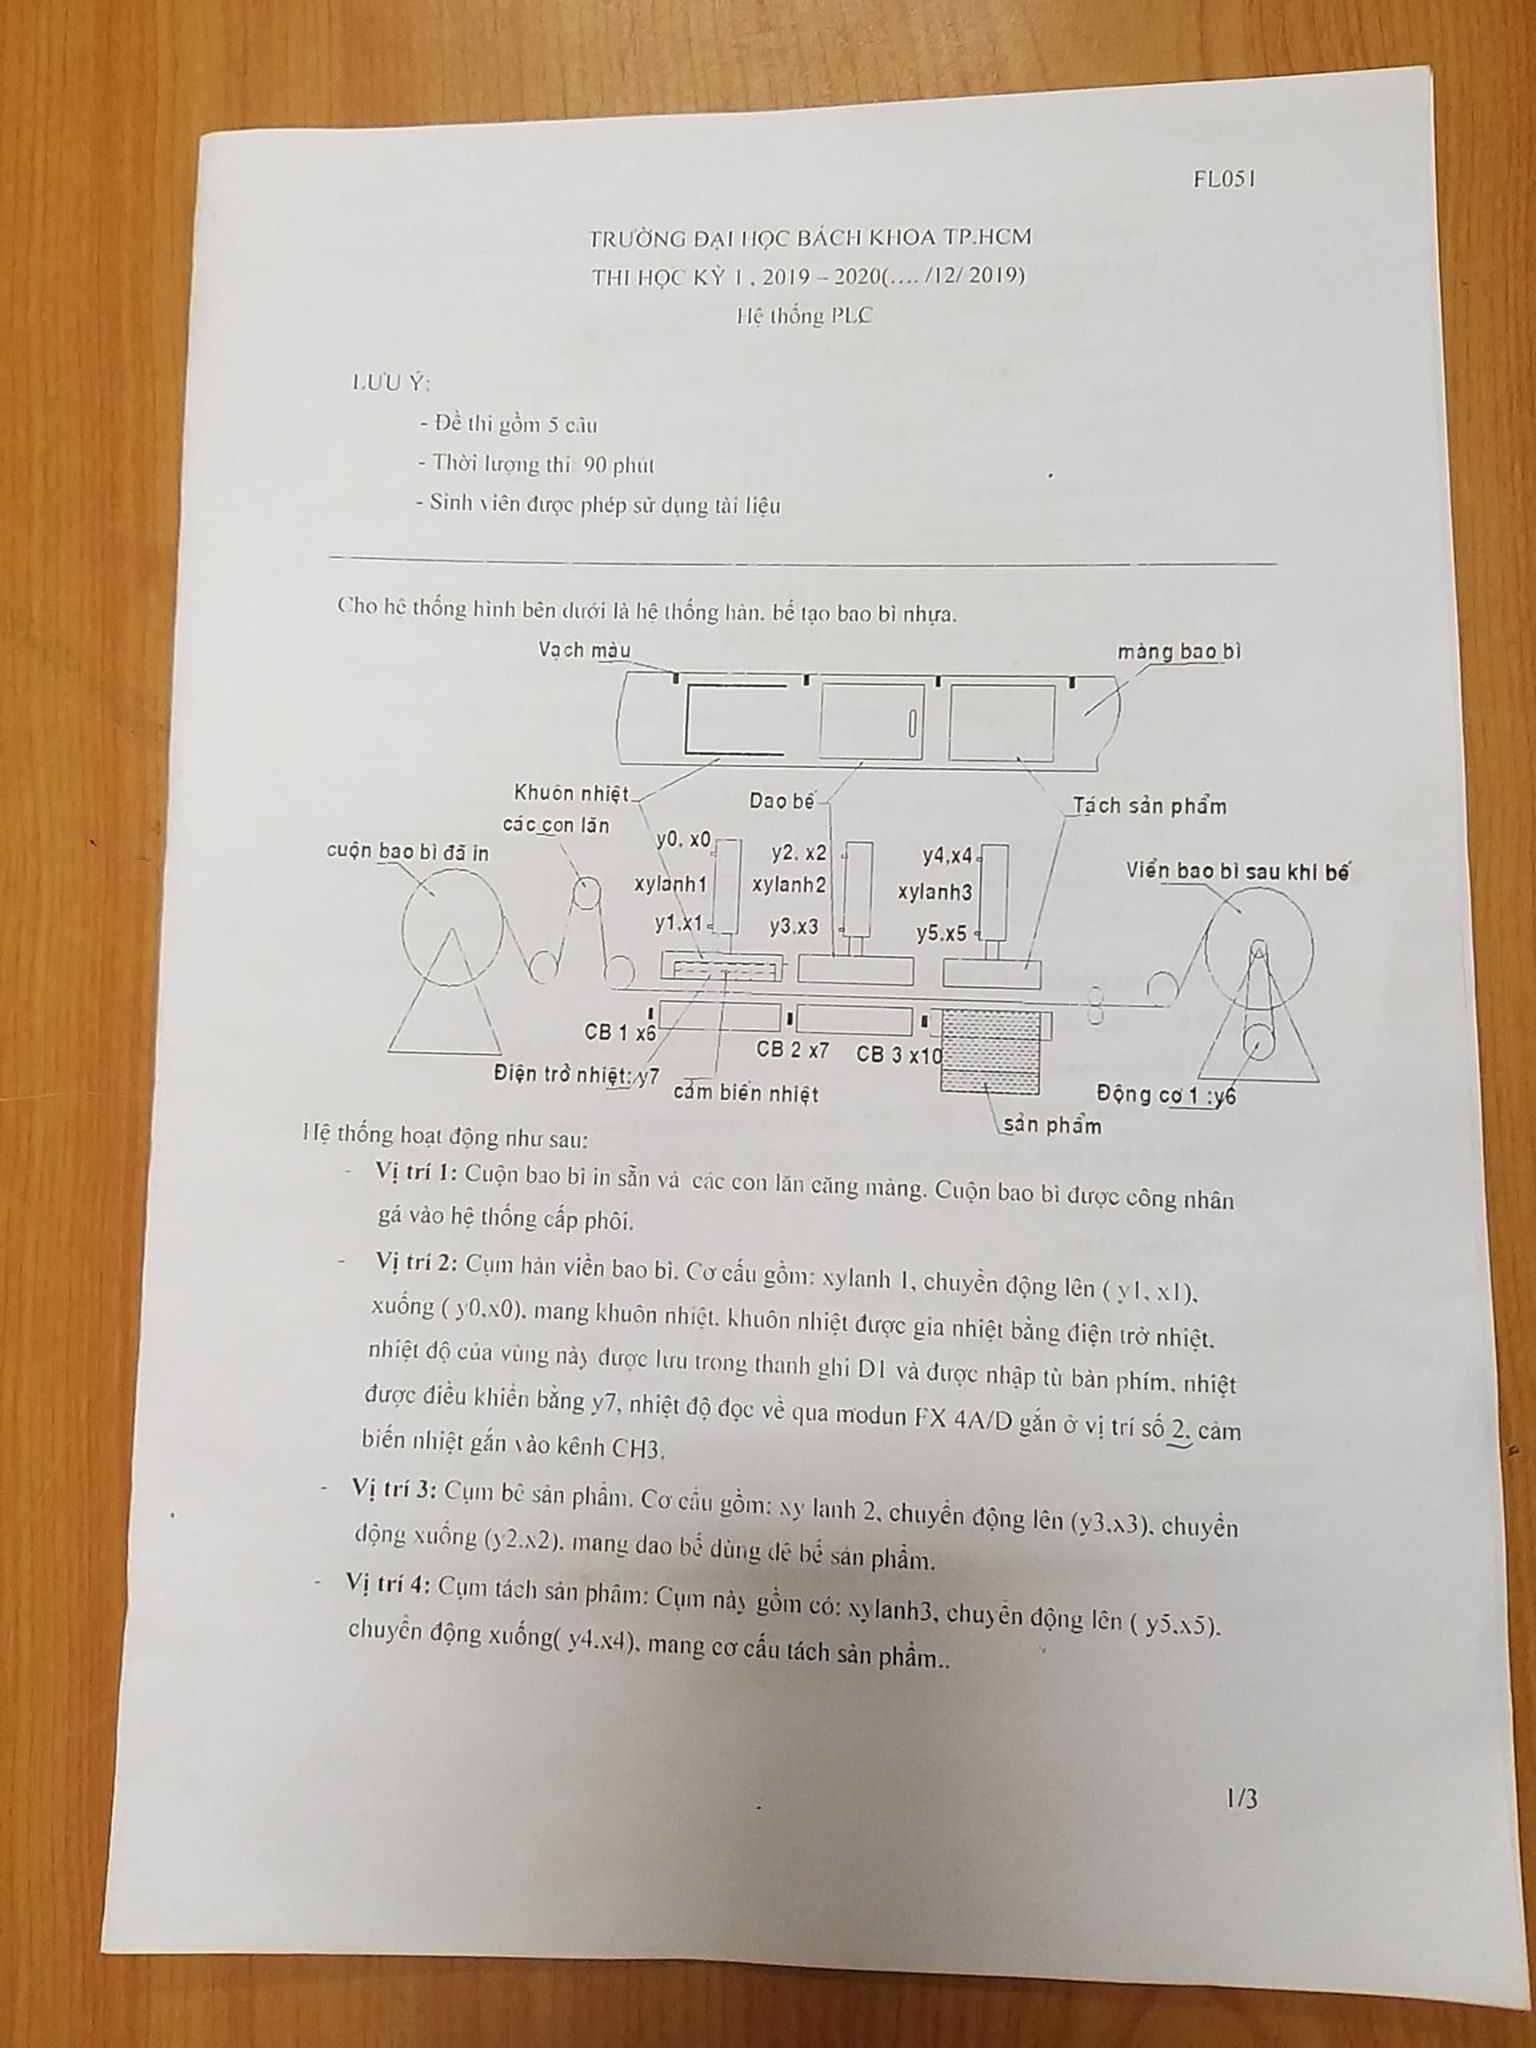 FL051
TRƯỜNG ĐẠI HỌC BÁCH KHOA TP.HCM
THI HỌC KỲ 1, 2019 – 2020(.... /12/ 2019)
Hệ thống PLC
LƯU Ý:
- Đề thi gồm 5 câu
- Thời lượng thi 90 phút
- Sinh viên được phép sử dụng tài liệu
Cho hệ thống hình bên dưới là hệ thống hàn. bế tạo bao bì nhựa.
Vạch màu
màng bao bì
Khuôn nhiệt
Dao bế
Tách sản phẩm
các con lăn
cuộn bao bì đã in
y0. x0
y2. x2
y4,x4
Viển bao bì sau khi bế
xylanh1
xylanh2
xylanh3
y1.x1
y3.x3
y5.x5
CB 1 x6
CB 2 x7
CB 3 x10
Điện trở nhiệt: y7
cảm biến nhiệt
Động cơ 1 :y6
sản phẩm
Hệ thống hoạt động như sau:
- Vị trí 1: Cuộn bao bì in sẵn và các con lăn căng màng. Cuộn bao bì được công nhân
gá vào hệ thống cấp phôi.
- Vị trí 2: Cụm hàn viền bao bì. Cơ cấu gồm: xylanh 1, chuyển động lên ( y1, x1),
xuống ( y0,x0). mang khuôn nhiệt. khuôn nhiệt được gia nhiệt bằng điện trở nhiệt.
nhiệt độ của vùng này được lưu trong thanh ghi D1 và được nhập từ bàn phím, nhiệt
được điều khiển bằng y7, nhiệt độ đọc về qua modun FX 4A/D gắn ở vị trí số 2, cảm
biến nhiệt gắn vào kênh CH3.
- Vị trí 3: Cụm bế sản phẩm. Cơ cấu gồm: xy lanh 2, chuyển động lên (y3,x3), chuyển
động xuống (y2.x2). mang dao bế dùng để bế sản phẩm.
- Vị trí 4: Cụm tách sản phẩm: Cụm này gồm có: xylanh3, chuyển động lên ( y5.x5).
chuyển động xuống( y4.x4), mang cơ cấu tách sản phẩm..
1/3